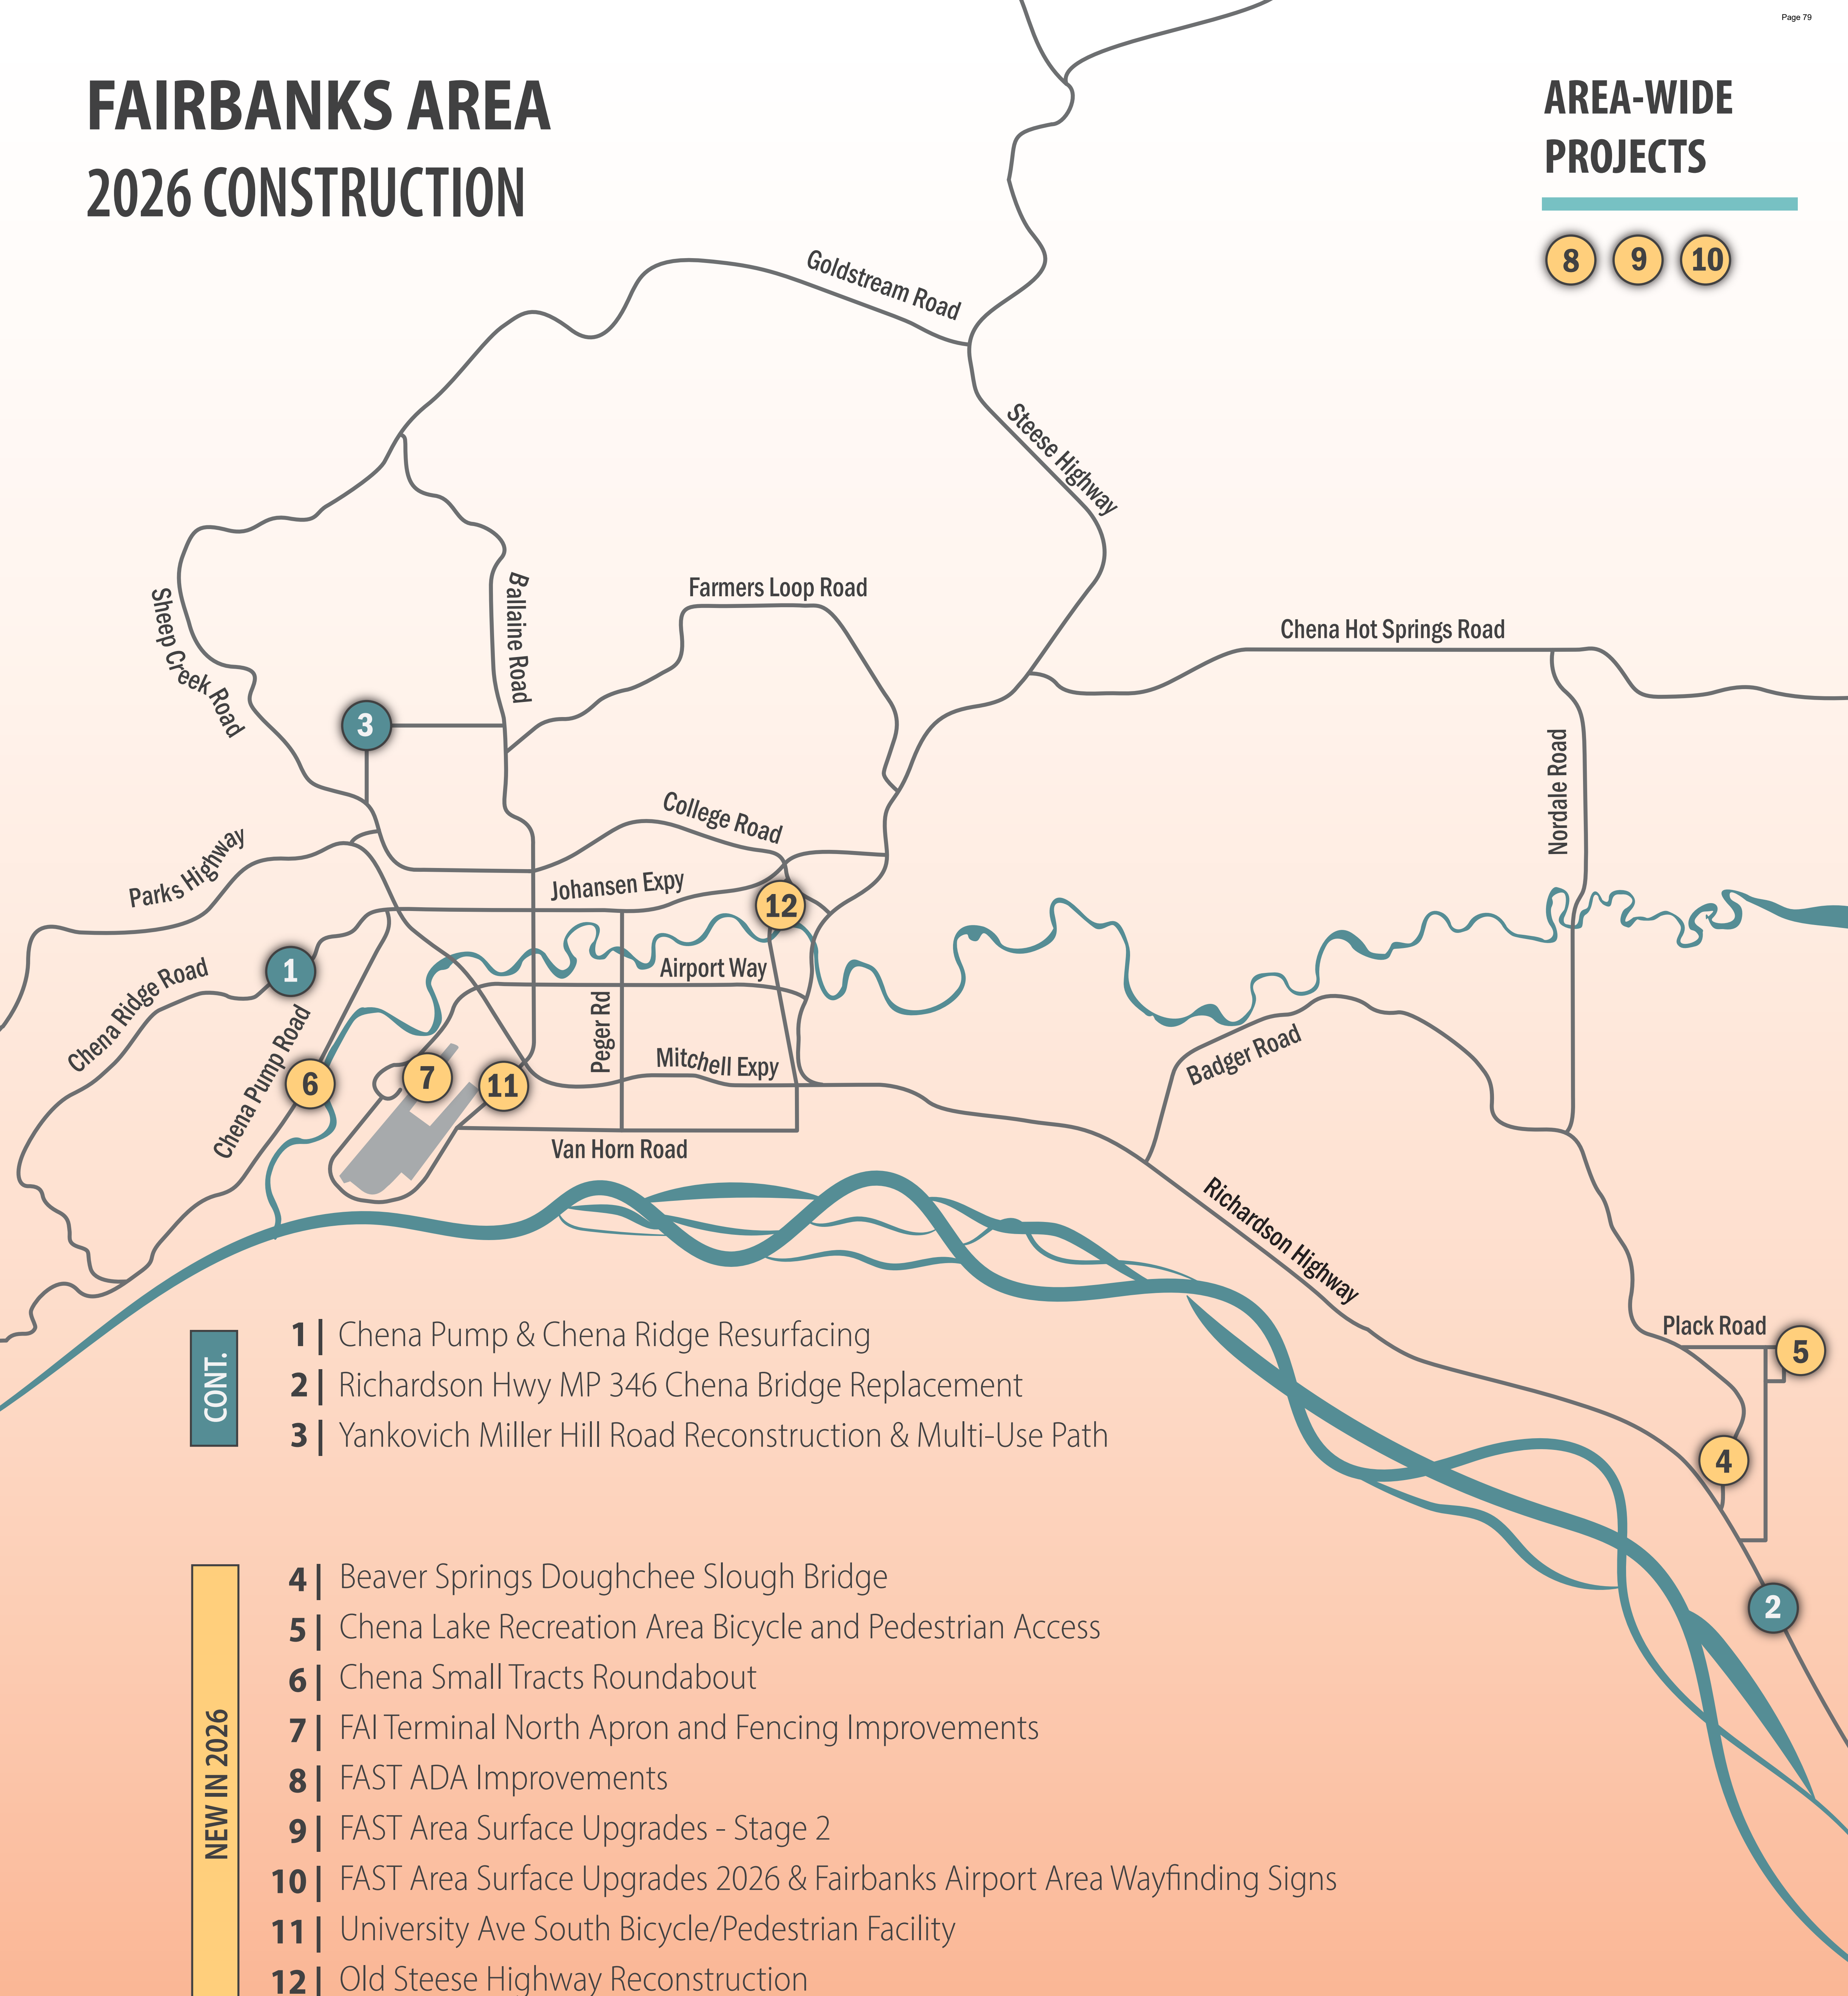 Page 79
FAIRBANKS AREA
2026 CONSTRUCTION
AREA-WIDE
PROJECTS
8 9 10
Goldstream Road
Steese Highway
Farmers Loop Road
Ballaine Road
Sheep Creek Road
Chena Hot Springs Road
3
Nordale Road
College Road
Parks Highway
Johansen Expy
12
1
Chena Ridge Road
Airport Way
Peger Rd
Chena Pump Road
Mitchell Expy
Badger Road
6
7
11
Van Horn Road
Richardson Highway
Plack Road
5
4
2
CONT.
1 | Chena Pump & Chena Ridge Resurfacing
2 | Richardson Hwy MP 346 Chena Bridge Replacement
3 | Yankovich Miller Hill Road Reconstruction & Multi-Use Path
NEW IN 2026
4 | Beaver Springs Doughchee Slough Bridge
5 | Chena Lake Recreation Area Bicycle and Pedestrian Access
6 | Chena Small Tracts Roundabout
7 | FAI Terminal North Apron and Fencing Improvements
8 | FAST ADA Improvements
9 | FAST Area Surface Upgrades - Stage 2
10 | FAST Area Surface Upgrades 2026 & Fairbanks Airport Area Wayfinding Signs
11 | University Ave South Bicycle/Pedestrian Facility
12 | Old Steese Highway Reconstruction